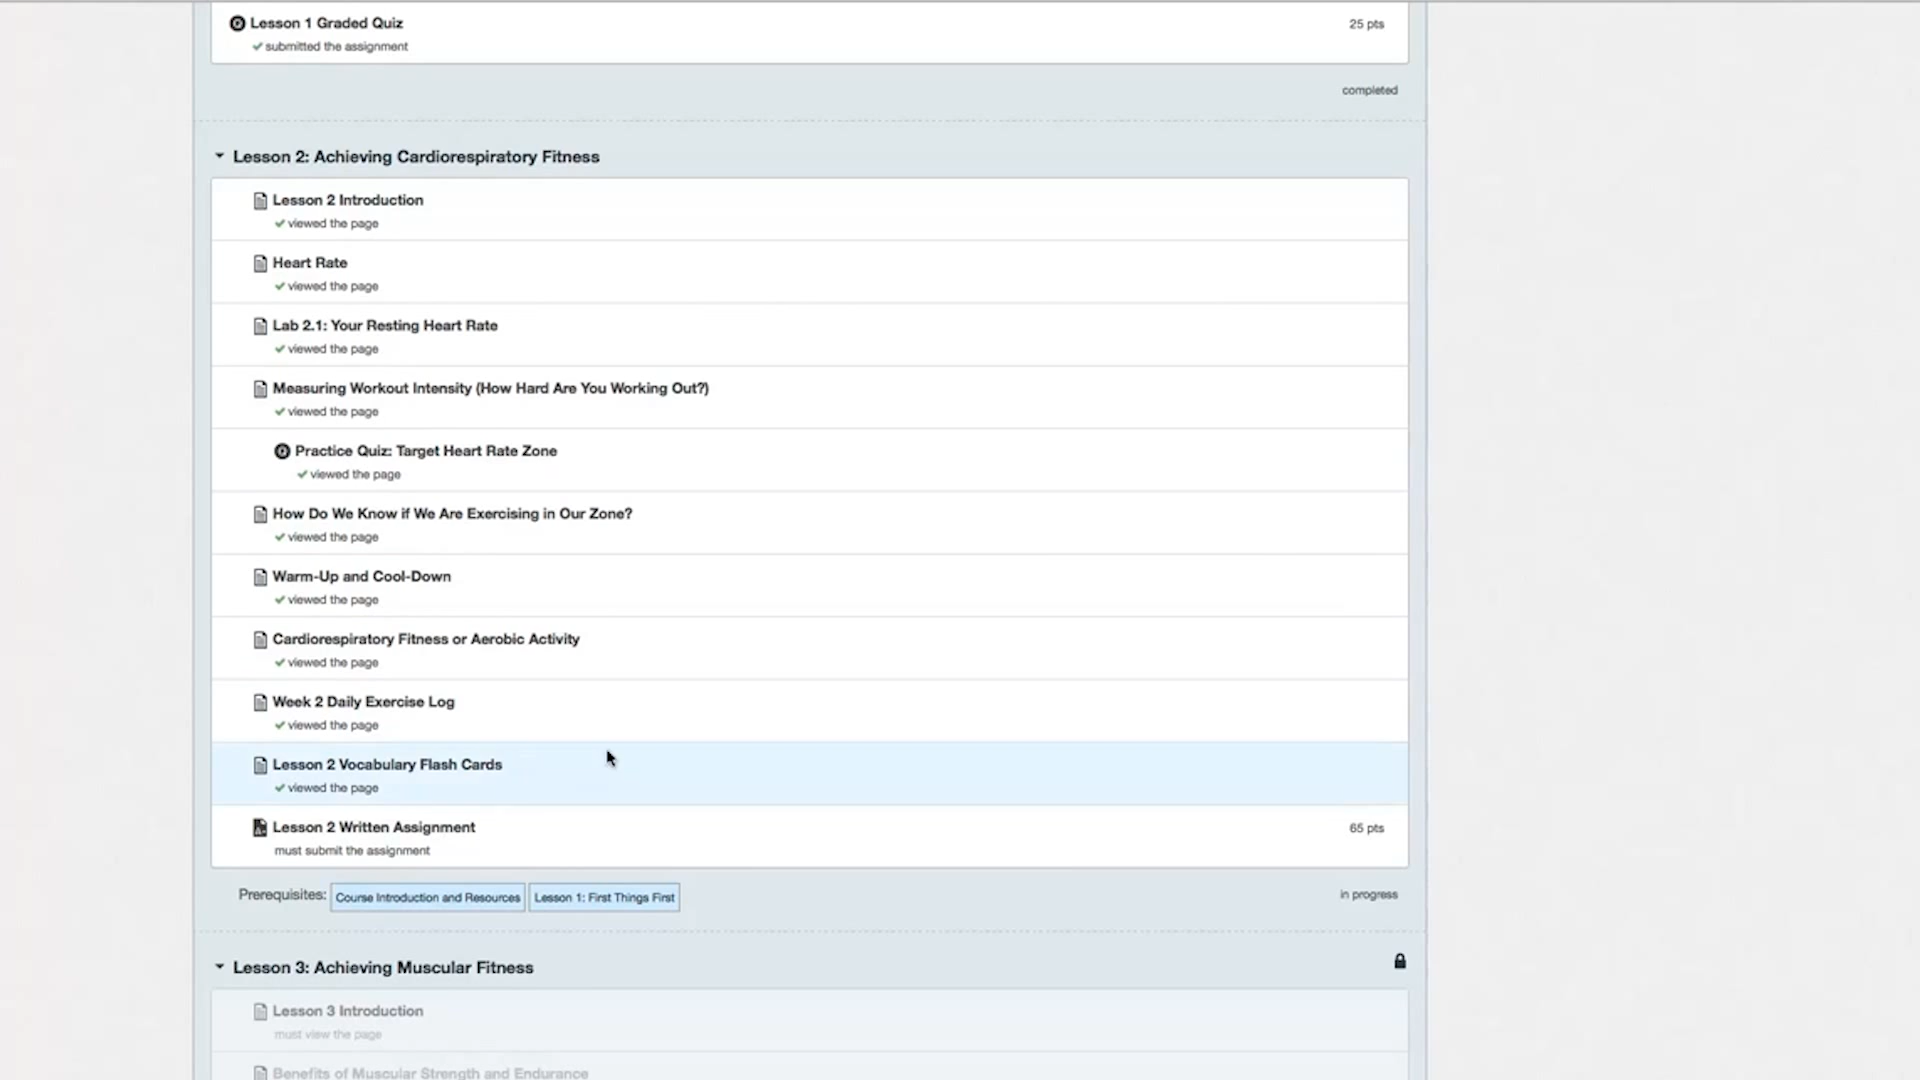 Lesson 1 Graded Quiz
25 pts
submitted the assignment
completed
Lesson 2: Achieving Cardiorespiratory Fitness
Lesson 2 Introduction
viewed the page
Heart Rate
viewed the page
Lab 2.1: Your Resting Heart Rate
viewed the page
Measuring Workout Intensity (How Hard Are You Working Out?)
viewed the page
Practice Quiz: Target Heart Rate Zone
viewed the page
How Do We Know if We Are Exercising in Our Zone?
viewed the page
Warm-Up and Cool-Down
viewed the page
Cardiorespiratory Fitness or Aerobic Activity
viewed the page
Week 2 Daily Exercise Log
viewed the page
Lesson 2 Vocabulary Flash Cards
viewed the page
Lesson 2 Written Assignment
65 pts
must submit the assignment
Prerequisites: Course Introduction and Resources Lesson 1: First Things First
in progress
Lesson 3: Achieving Muscular Fitness
Lesson 3 Introduction
must view the page
Benefits of Muscular Strength and Endurance